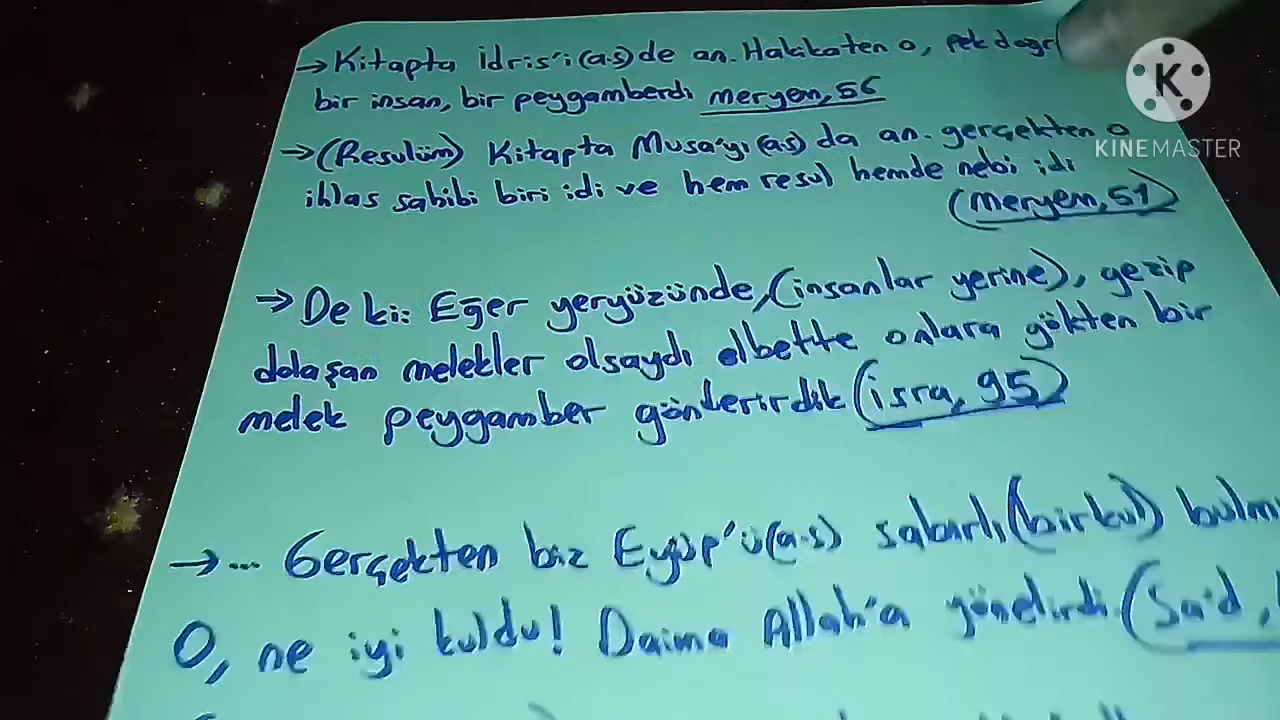 → Kitapta İdris'i (a.s) de an. Hakikaten o, pek
bir insan, bir peygamberdi meryem, 56
→ (Resulüm) Kitapta Musa'yı (as) da an. gerçekten o
ihlas sahibi biri idi ve hem resul hemde nebi idi
(meryem, 51)
→ De ki: Eğer yeryüzünde, (insanlar yerine), gezip
dolaşan melekler olsaydı elbette onlara gökten bir
melek peygamber gönderirdik (isra, 95)
→ ... Gerçekten biz Eyüp'ü (a.s) sabırlı (bir kul)
O, ne iyi kuldu! Daima Allah'a yönelirdi. (Sa'd,
K
KINEMASTER